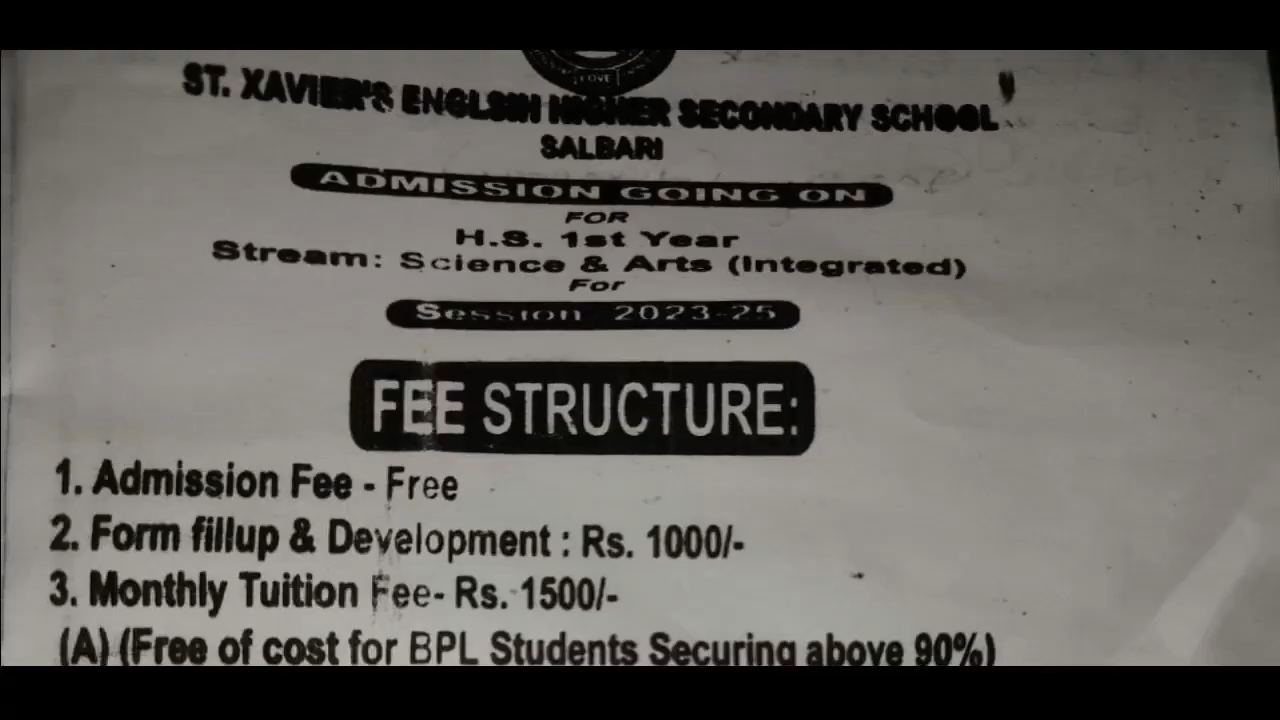 LOVE
ST. XAVIER'S ENGLSIH HIGHER SECONDARY SCHOOL
SALBARI
ADMISSION GOING ON
FOR
H.S. 1st Year
Stream: Science & Arts (Integrated)
For
Session 2023-25
FEE STRUCTURE:
1. Admission Fee - Free
2. Form fillup & Development : Rs. 1000/-
3. Monthly Tuition Fee- Rs. 1500/-
(A) (Free of cost for BPL Students Securing above 90%)